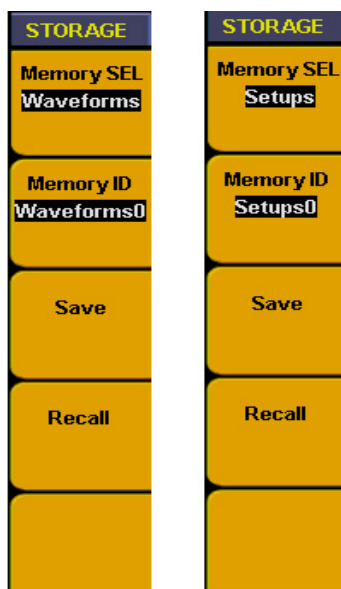 STORAGE
Memory SEL
Waveforms
Memory ID
Waveforms0
Save
Recall
STORAGE
Memory SEL
Setups
Memory ID
Setups0
Save
Recall